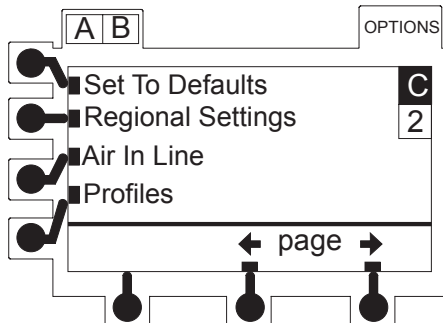 A B
OPTIONS
Set To Defaults
C
Regional Settings
2
Air In Line
Profiles
page